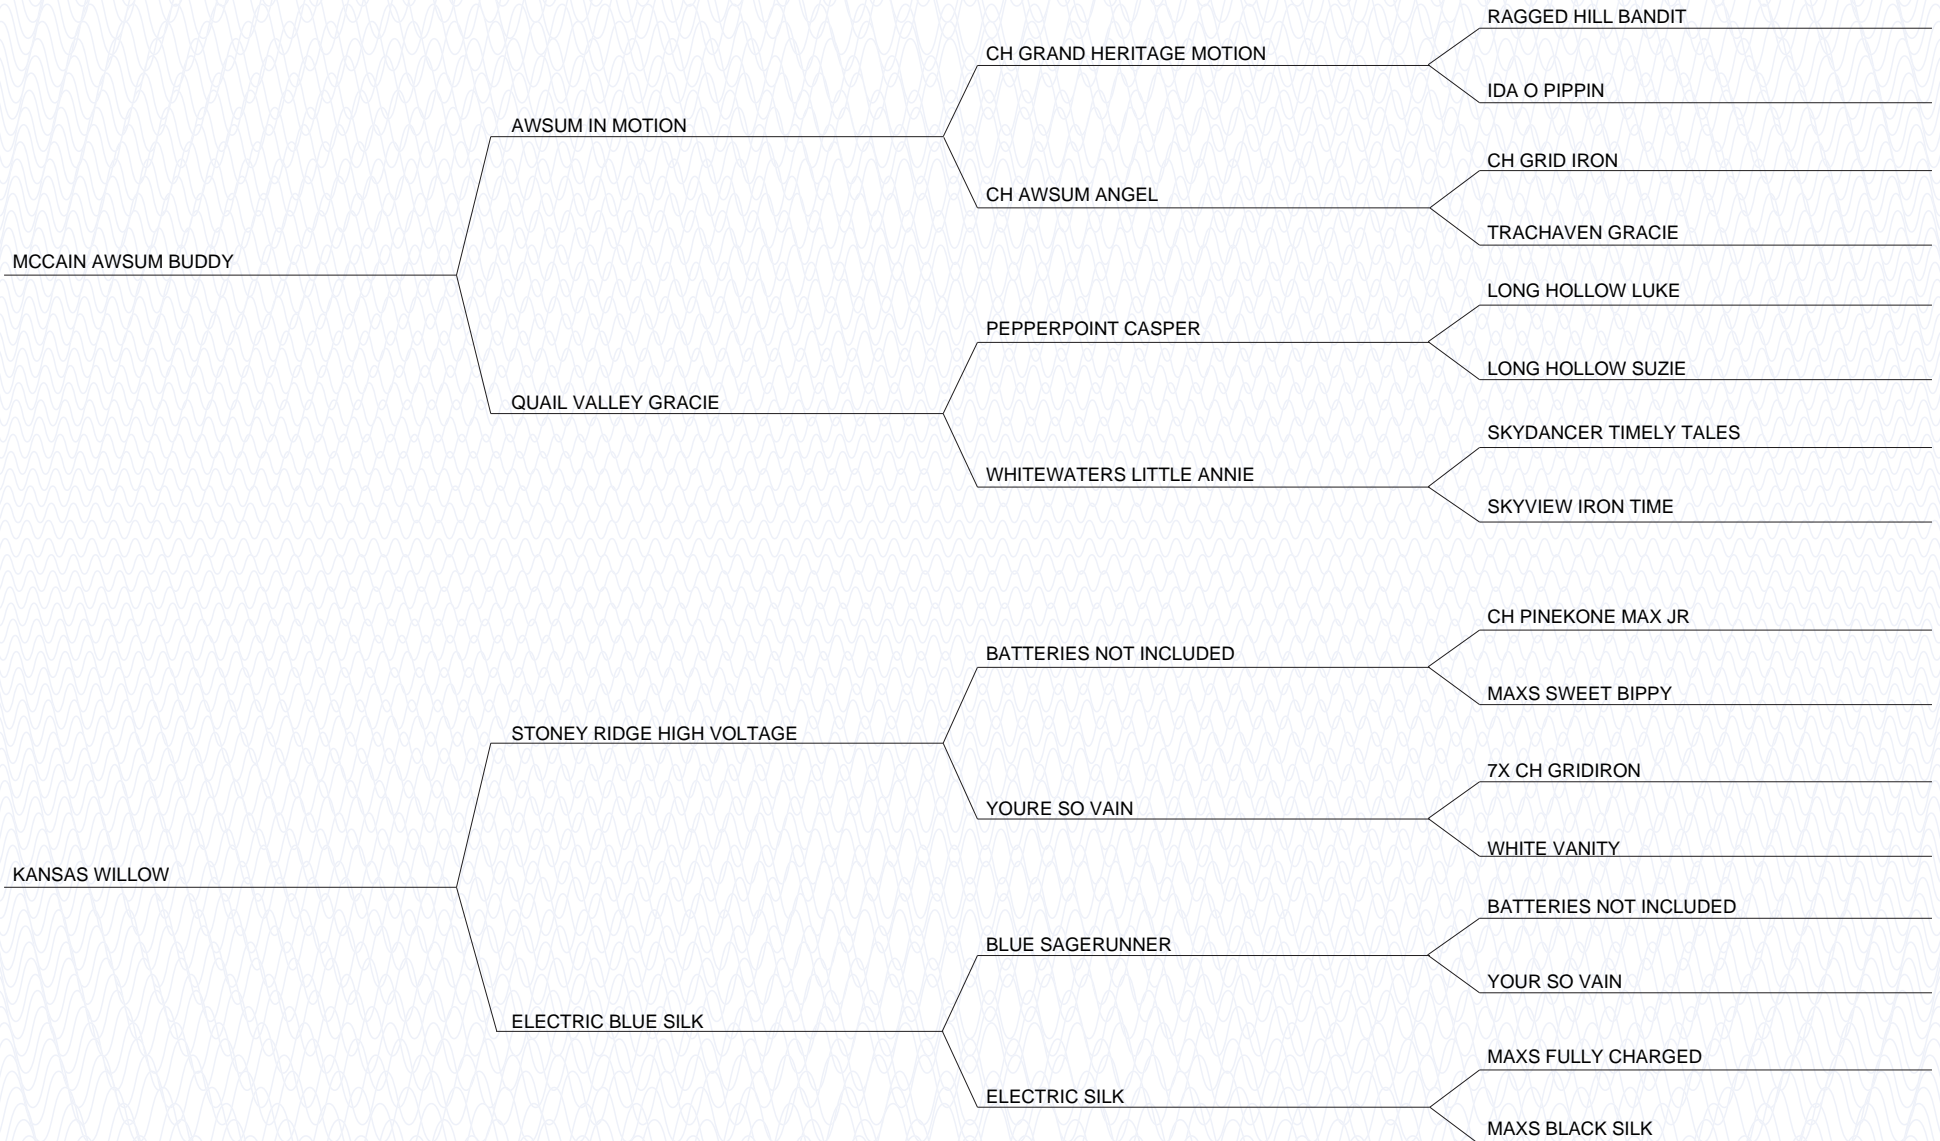 RAGGED HILL BANDIT
CH GRAND HERITAGE MOTION
IDA O PIPPIN
AWSUM IN MOTION
CH GRID IRON
CH AWSUM ANGEL
TRACHAVEN GRACIE
MCCAIN AWSUM BUDDY
LONG HOLLOW LUKE
PEPPERPOINT CASPER
LONG HOLLOW SUZIE
QUAIL VALLEY GRACIE
SKYDANCER TIMELY TALES
WHITEWATERS LITTLE ANNIE
SKYVIEW IRON TIME
CH PINEKONE MAX JR
BATTERIES NOT INCLUDED
MAXS SWEET BIPPY
STONEY RIDGE HIGH VOLTAGE
7X CH GRIDIRON
YOURE SO VAIN
WHITE VANITY
KANSAS WILLOW
BATTERIES NOT INCLUDED
BLUE SAGERUNNER
YOUR SO VAIN
ELECTRIC BLUE SILK
MAXS FULLY CHARGED
ELECTRIC SILK
MAXS BLACK SILK